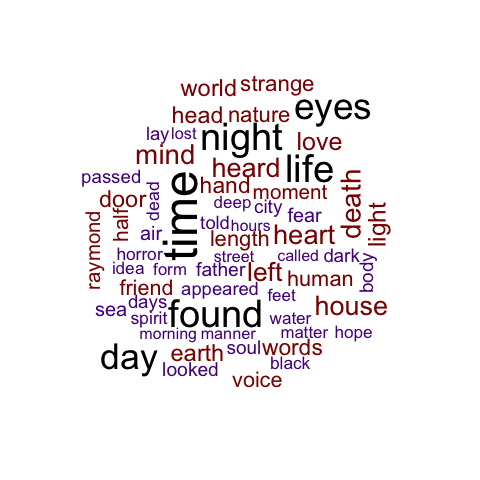 world strange
eyes
head nature
lay lost night love
mind life
passed heard
door dead hand moment death
raymond half deep city light
time told hours fear
air length heart
horror street called dark
idea form father left human body
friend appeared feet
sea days found house
spirit water
morning manner matter hope
day earth soul words
looked black
voice